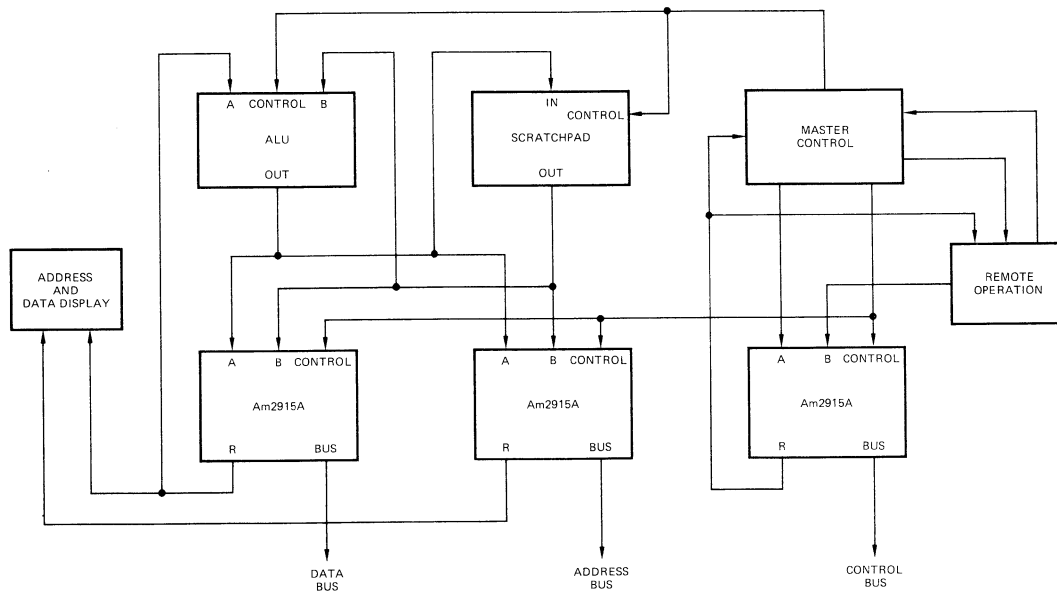 A CONTROL B
ALU
OUT
IN
CONTROL
SCRATCHPAD
OUT
MASTER
CONTROL
ADDRESS
AND
DATA DISPLAY
REMOTE
OPERATION
A B CONTROL
Am2915A
R BUS
A B CONTROL
Am2915A
R BUS
A B CONTROL
Am2915A
R BUS
DATA
BUS
ADDRESS
BUS
CONTROL
BUS